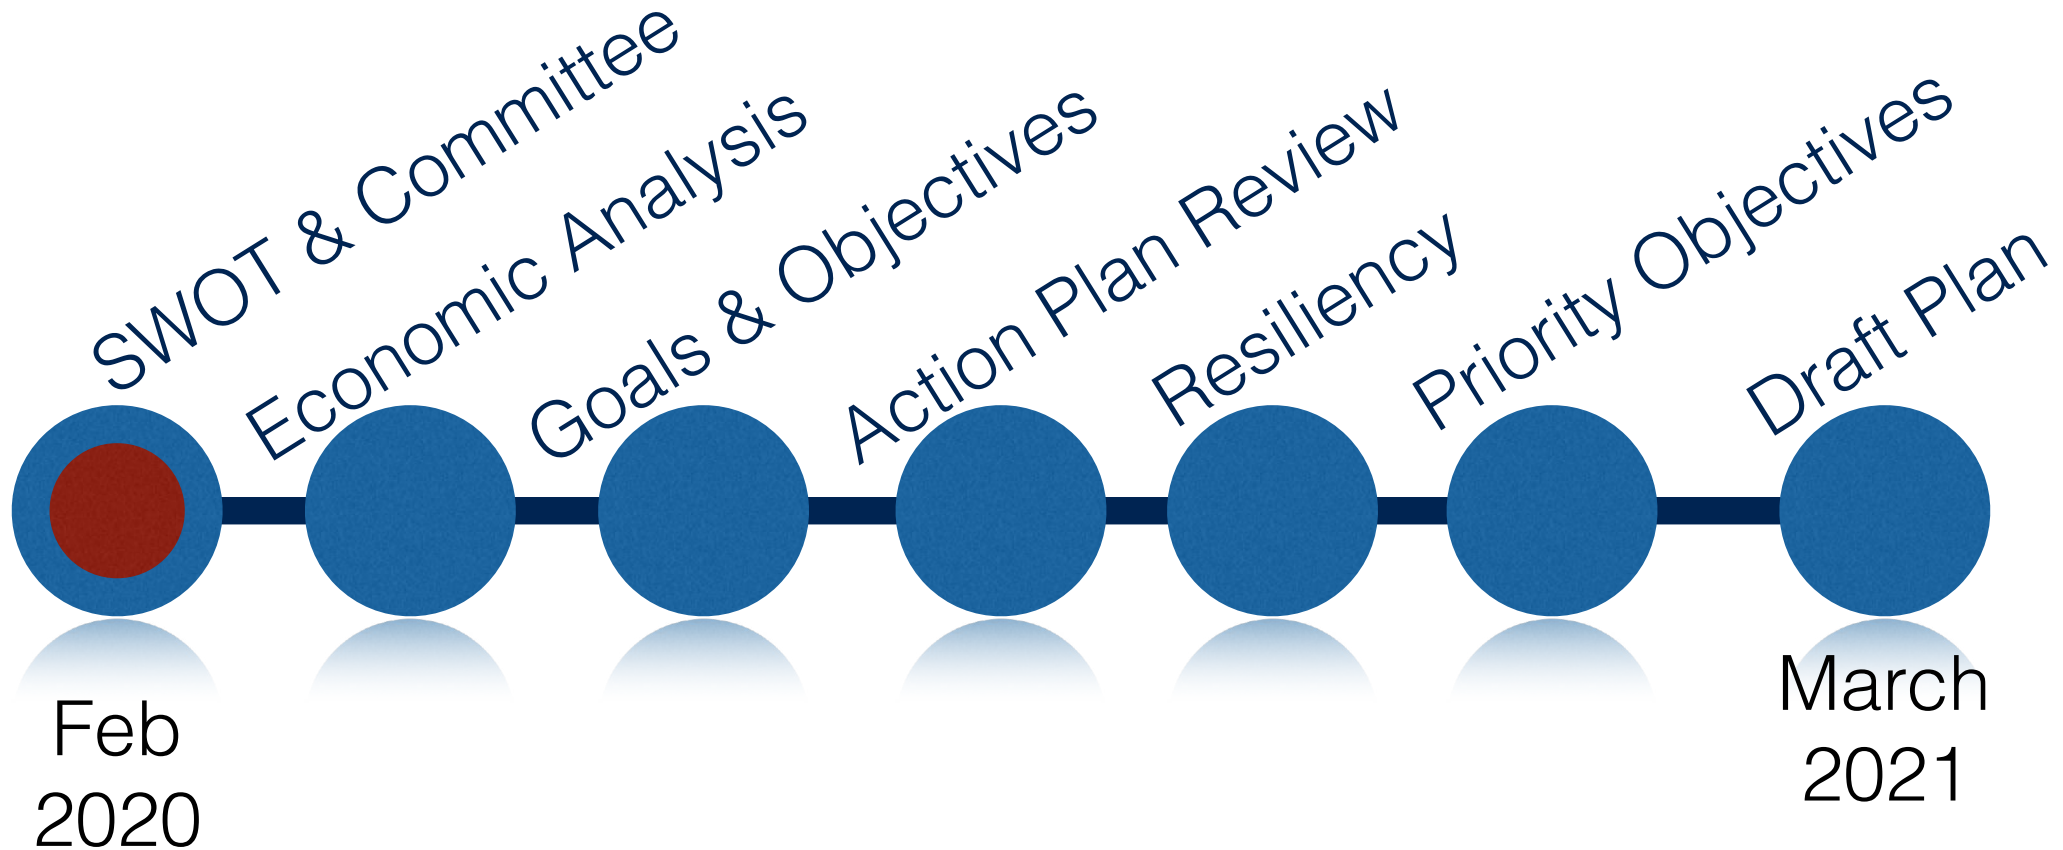 SWOT & Committee
Economic Analysis
Goals & Objectives
Action Plan Review
Resiliency
Priority Objectives
Draft Plan
Feb
2020
March
2021